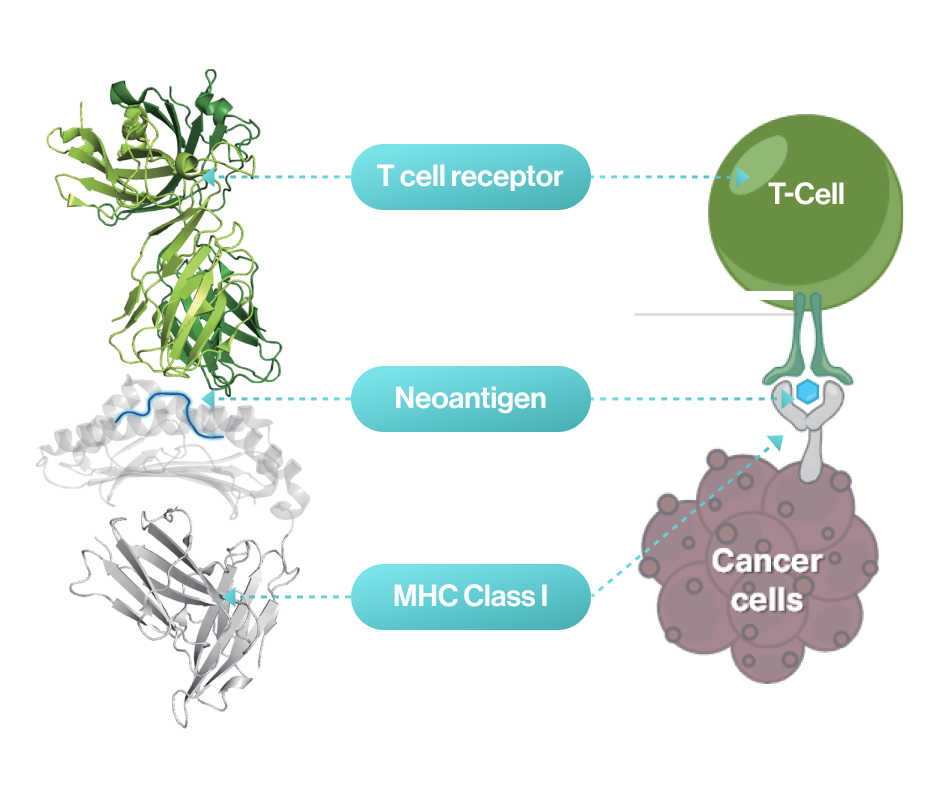 T cell receptor
T-Cell
Neoantigen
MHC Class I
Cancer
cells